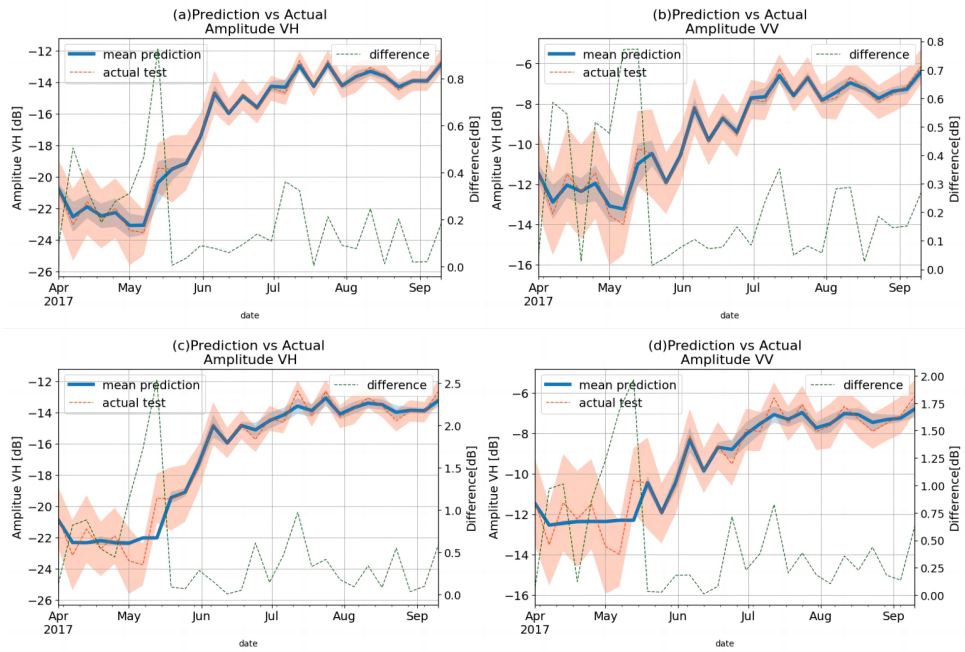 (a)Prediction vs Actual
Amplitude VH
mean prediction
actual test
difference
Amplitue VH [dB]
−12
−14
−16
−18
−20
−22
−24
−26
0.8
0.6
0.4
0.2
0.0
Difference[dB]
Apr
2017
May
Jun
Jul
Aug
Sep
date
(b)Prediction vs Actual
Amplitude VV
mean prediction
actual test
difference
Amplitue VH [dB]
−6
−8
−10
−12
−14
−16
0.8
0.7
0.6
0.5
0.4
0.3
0.2
0.1
0.0
Difference[dB]
Apr
2017
May
Jun
Jul
Aug
Sep
date
(c)Prediction vs Actual
Amplitude VH
mean prediction
actual test
difference
Amplitue VH [dB]
−12
−14
−16
−18
−20
−22
−24
−26
2.5
2.0
1.5
1.0
0.5
0.0
Difference[dB]
Apr
2017
May
Jun
Jul
Aug
Sep
date
(d)Prediction vs Actual
Amplitude VV
mean prediction
actual test
difference
Amplitue VH [dB]
−6
−8
−10
−12
−14
−16
2.00
1.75
1.50
1.25
1.00
0.75
0.50
0.25
0.00
Difference[dB]
Apr
2017
May
Jun
Jul
Aug
Sep
date